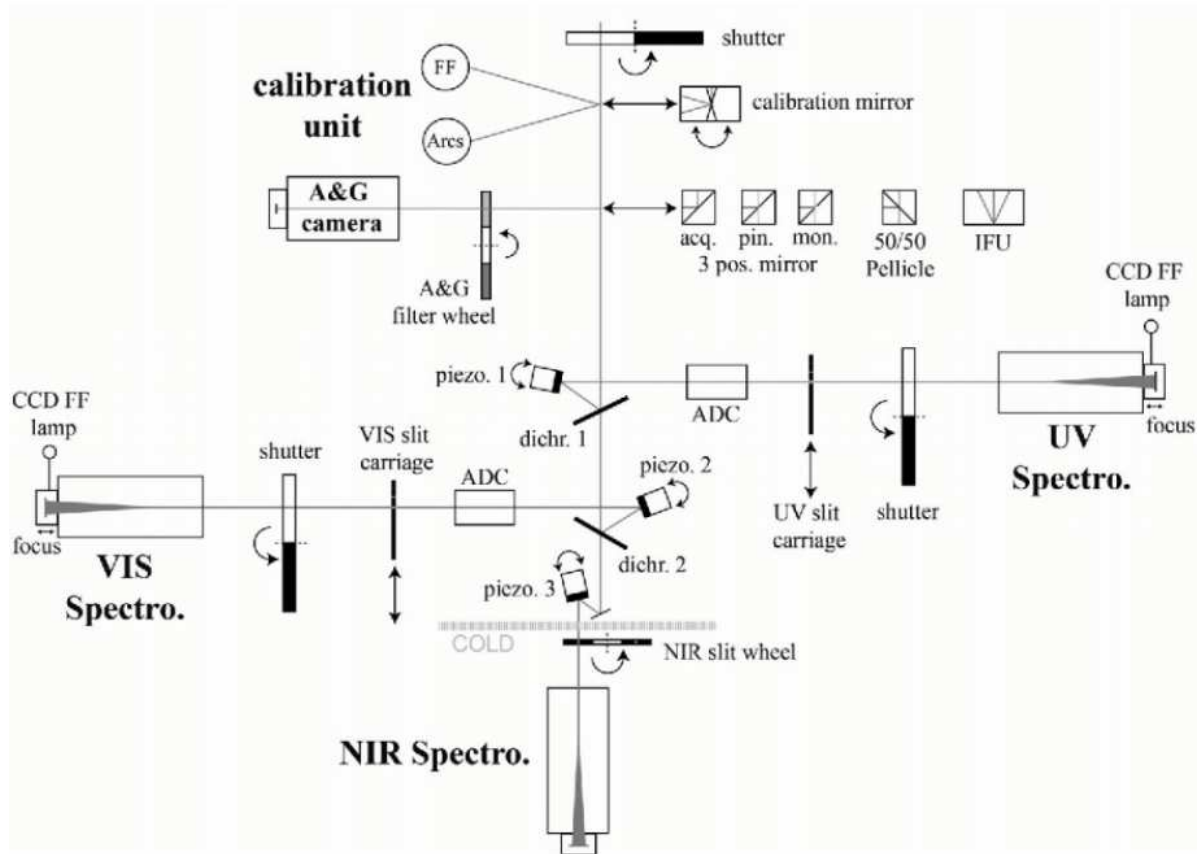 shutter
FF
calibration
unit
calibration mirror
Arcs
A&G
camera
acq.
pin.
mon.
50/50
IFU
3 pos. mirror
Pellicle
A&G
filter wheel
CCD FF
lamp
piezo. 1
ADC
dichr. 1
focus
UV
Spectro.
CCD FF
lamp
shutter
VIS slit
carriage
ADC
piezo. 2
UV slit
carriage
shutter
focus
VIS
Spectro.
dichr. 2
piezo. 3
COLD
NIR slit wheel
NIR Spectro.